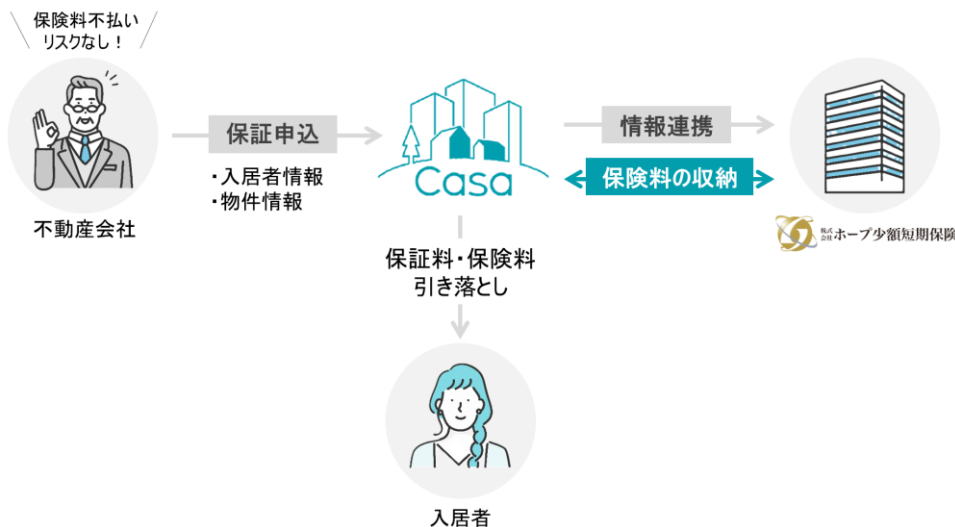 保険料不払い
リスクなし！
不動産会社
保証申込
・入居者情報
・物件情報
Casa
情報連携
保険料の収納
株式会社ホープ少額短期保険
保証料・保険料
引き落とし
入居者